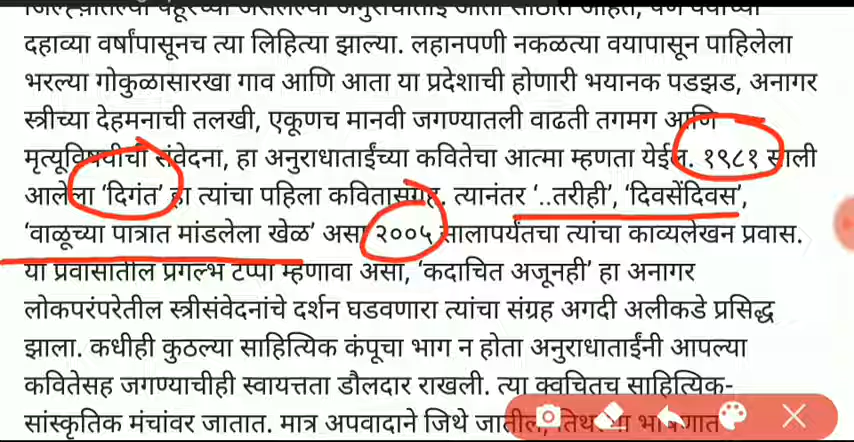 दहाव्या वर्षापासूनच त्या लिहित्या झाल्या. लहानपणी नकळत्या वयापासून पाहिलेला
भरल्या गोकुळासारखा गाव आणि आता या प्रदेशाची होणारी भयानक पडझड, अनागर
स्त्रीच्या देहमनाची तलखी, एकूणच मानवी जगण्यातली वाढती तगमग आणि
मृत्यूविषयीची संवेदना, हा अनुराधाताईंच्या कवितेचा आत्मा म्हणता येईल. १९८१ साली
आलेला ‘दिगंत’ हा त्यांचा पहिला कवितासंग्रह. त्यानंतर ‘..तरीही’, ‘दिवसेंदिवस’,
‘वाळूच्या पात्रात मांडलेला खेळ’ असा २००५ सालापर्यंतचा त्यांचा काव्यलेखन प्रवास.
या प्रवासातील प्रगल्भ टप्पा म्हणावा असा, ‘कदाचित अजूनही’ हा अनागर
लोकपरंपरेतील स्त्रीसंवेदनांचे दर्शन घडवणारा त्यांचा संग्रह अगदी अलीकडे प्रसिद्ध
झाला. कधीही कुठल्या साहित्यिक कंपूचा भाग न होता अनुराधाताईंनी आपल्या
कवितेसह जगण्याचीही स्वायत्तता डौलदार राखली. त्या क्वचितच साहित्यिक-
सांस्कृतिक मंचांवर जातात. मात्र अपवादाने जिथे जातील,